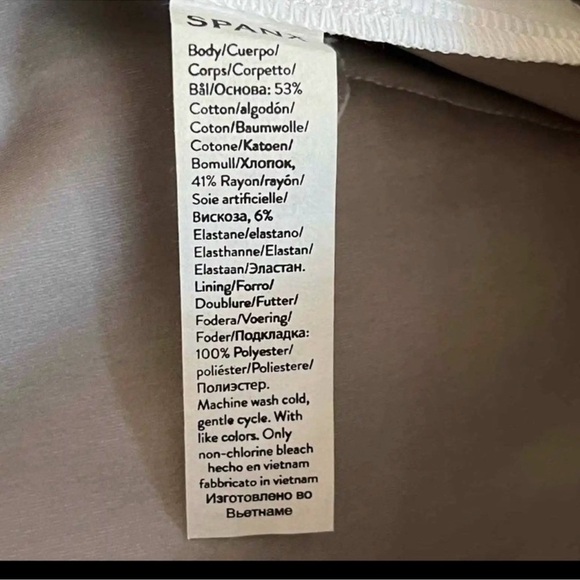 SPANX
Body/Cuerpo/
Corps/Corpetto/
Bål/Основа: 53%
Cotton/algodón/
Coton/Baumwolle/
Cotone/Katoen/
Bomull/Хлопок,
41% Rayon/rayón/
Soie artificielle/
Вискоза, 6%
Elastane/elastano/
Elasthanne/Elastan/
Elastaan/Эластан.
Lining/Forro/
Doublure/Futter/
Fodera/Voering/
Foder/Подкладка:
100% Polyester/
poliéster/Poliestere/
Полиэстер.
Machine wash cold,
gentle cycle. With
like colors. Only
non-chlorine bleach
hecho en vietnam
fabbricato in vietnam
Изготовлено во
Вьетнаме